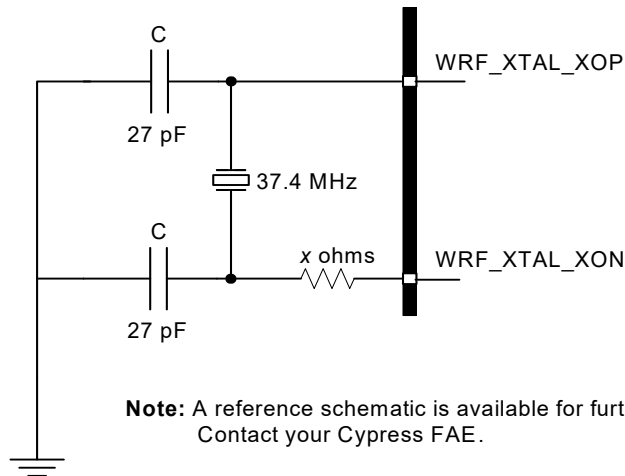 C
WRF_XTAL_XOP
27 pF
37.4 MHz
C
x ohms
WRF_XTAL_XON
27 pF
Note: A reference schematic is available for furt
Contact your Cypress FAE.